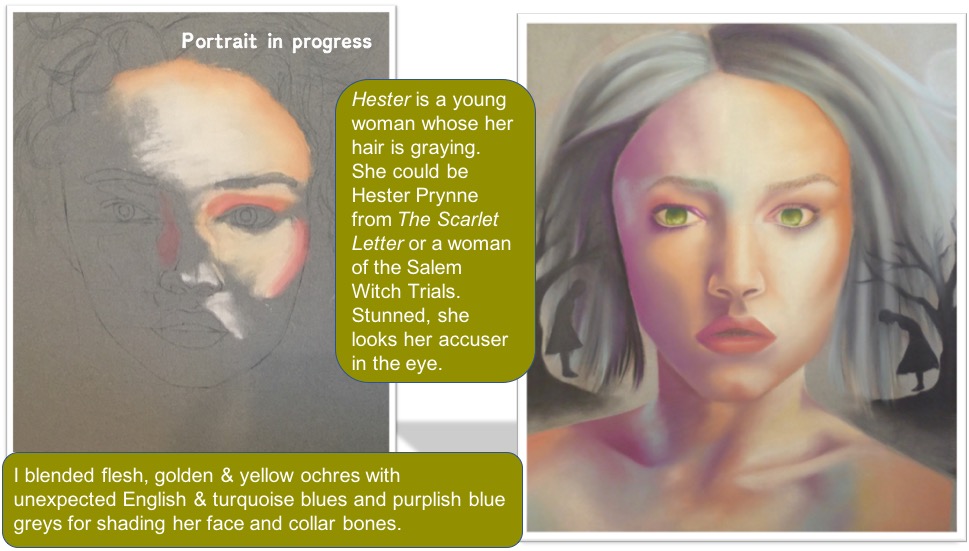 Portrait in progress
Hester is a young
woman whose her
hair is graying.
She could be
Hester Prynne
from The Scarlet
Letter or a woman
of the Salem
Witch Trials.
Stunned, she
looks her accuser
in the eye.
I blended flesh, golden & yellow ochres with
unexpected English & turquoise blues and purplish blue
greys for shading her face and collar bones.